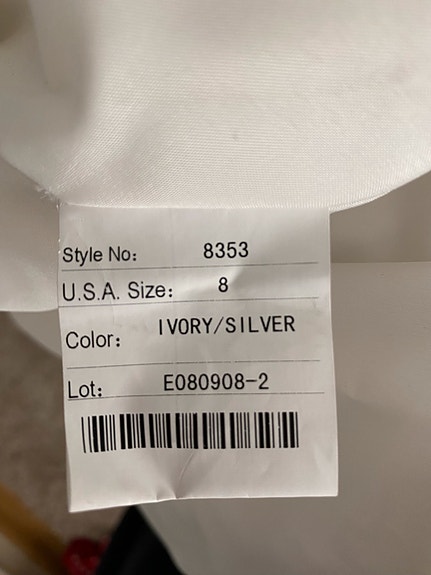 Style No: 8353
U.S.A. Size: 8
Color: IVORY/SILVER
Lot: E080908-2